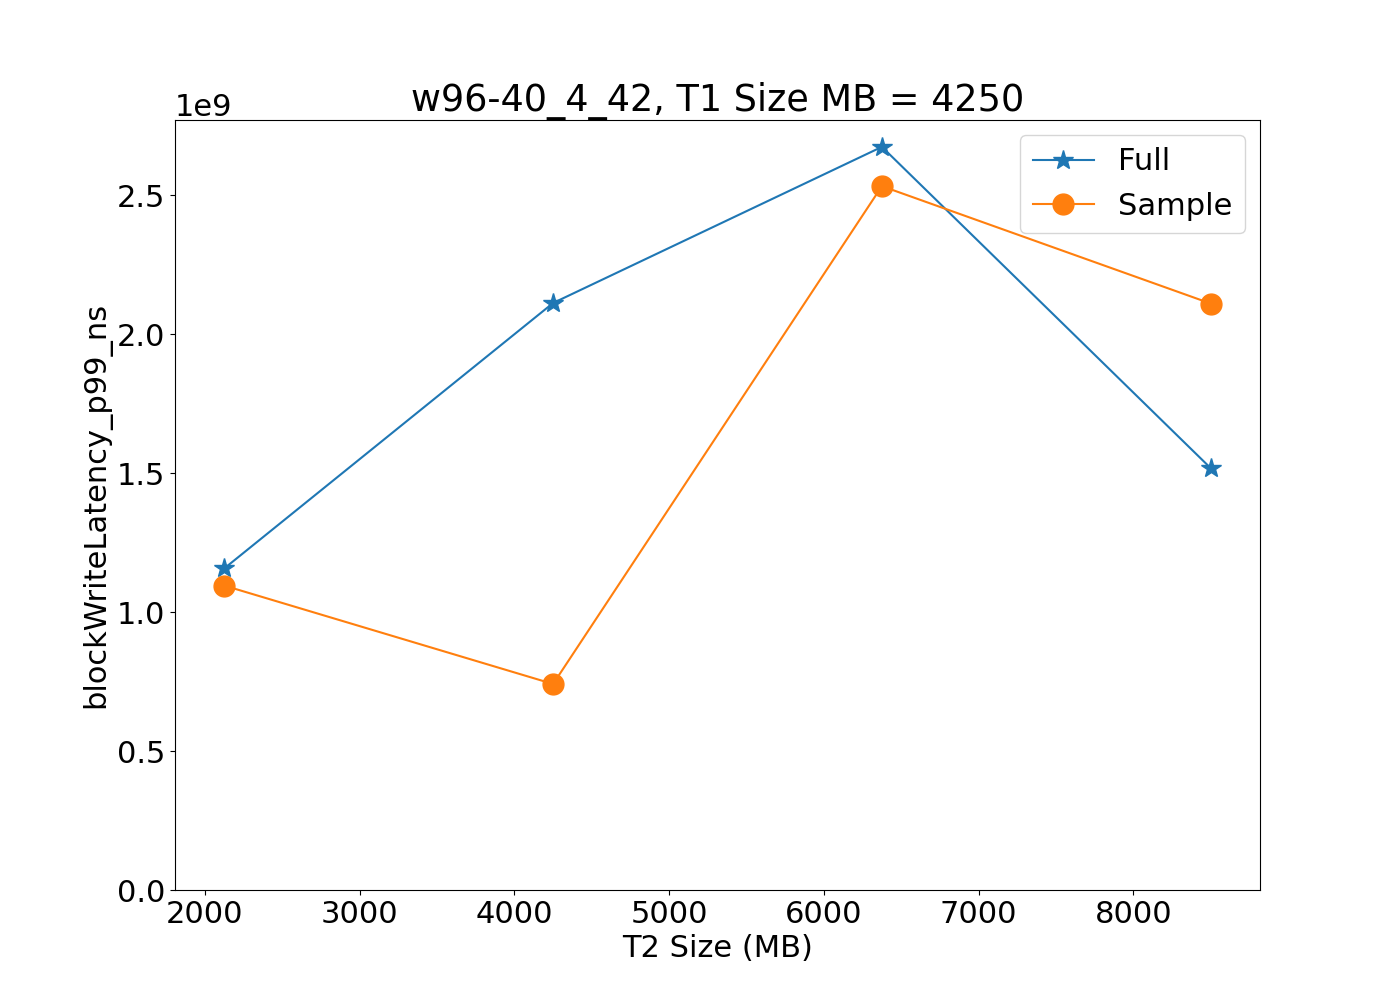 w96-40_4_42, T1 Size MB = 4250
1e9
Full
Sample
2.5
2.0
1.5
1.0
0.5
0.0
blockWriteLatency_p99_ns
2000 3000 4000 5000 6000 7000 8000
T2 Size (MB)